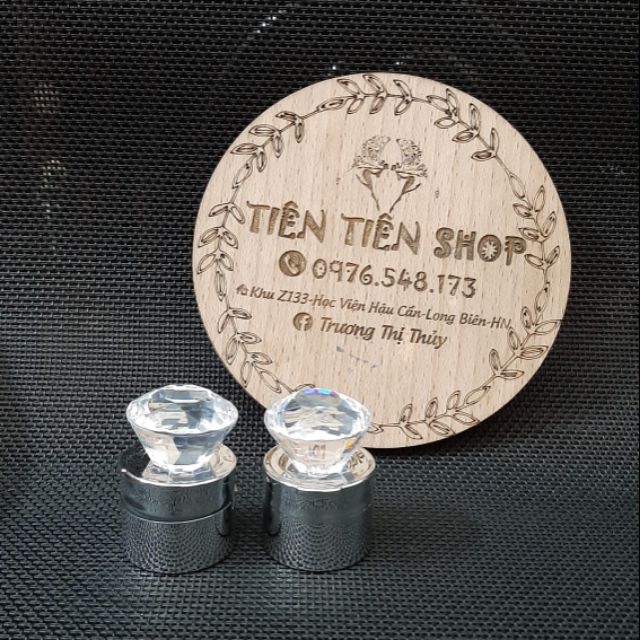 TIÊN TIÊN SHOP
0976.548.173
Khu Z133-Học Viện Hậu Cần-Long Biên-HN
Trương Thị Thủy